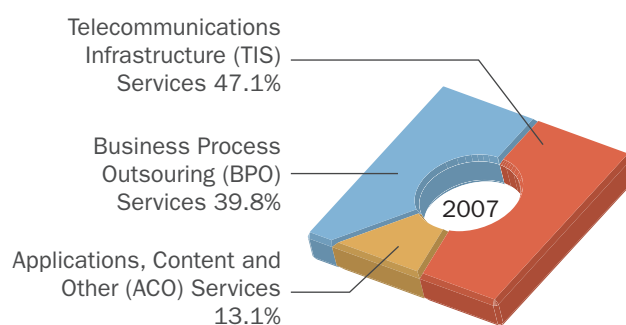 Telecommunications
Infrastructure (TIS)
Services 47.1%
Business Process
Outsouring (BPO)
Services 39.8%
2007
Applications, Content and
Other (ACO) Services
13.1%